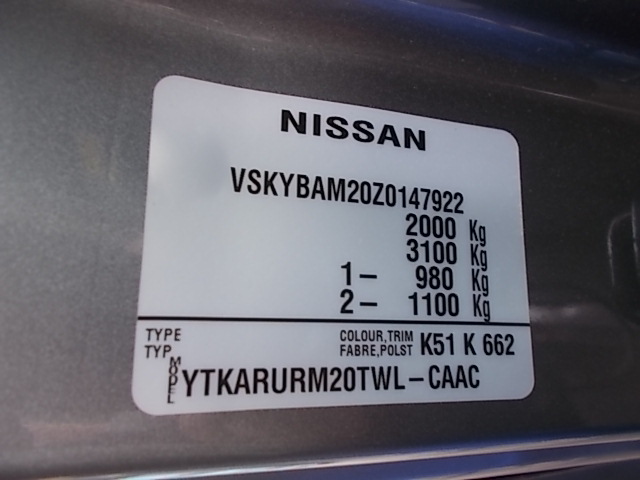 NISSAN
VSKYBAM20Z0147922
2000 Kg
3100 Kg
1- 980 Kg
2- 1100 Kg
TYPE COLOUR,TRIM
TYP FABRE,POLST K51 K 662
MODEL YTKARURM20TWL-CAAC